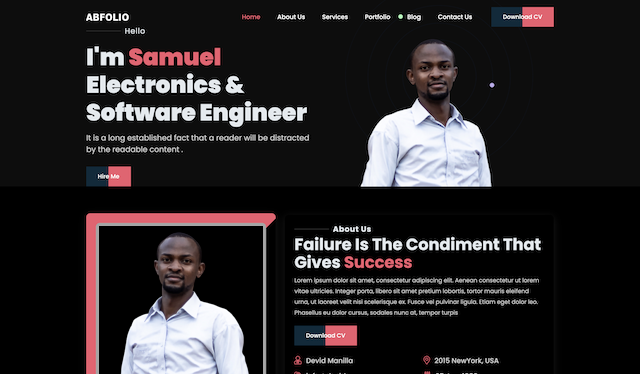 ABFOLIO
Home About Us Services Portfolio Blog Contact Us Download CV
Hello
I'm Samuel
Electronics &
Software Engineer
It is a long established fact that a reader will be distracted
by the readable content .
Hire Me
About Us
Failure Is The Condiment That
Gives Success
Lorem ipsum dolor sit amet, consectetur adipiscing elit. Aenean consectetur ut lorem
vitae ultricies. Integer porta, libero sit amet pretium lobortis, tortor mauris eleifend
urna, ut laoreet velit nisi scelerisque ex. Fusce vel pulvinar ligula. Etiam eget dolor leo.
Phasellus eu dolor cursus, sodales nunc at, tempor turpis
Download CV
Devid Manilla 2015 NewYork, USA